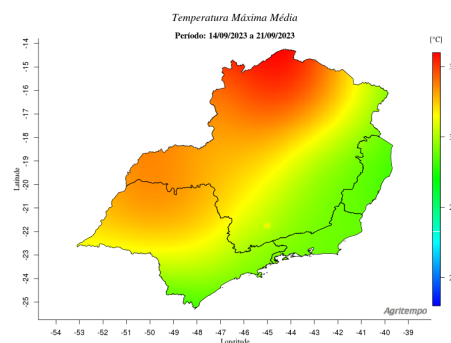 Temperatura Máxima Média
Período: 14/09/2023 a 21/09/2023
[°C]
Latitude
-14
-15
-16
-17
-18
-19
-20
-21
-22
-23
-24
-25
-54 -53 -52 -51 -50 -49 -48 -47 -46 -45 -44 -43 -42 -41 -40 -39
Longitude
Agritempo